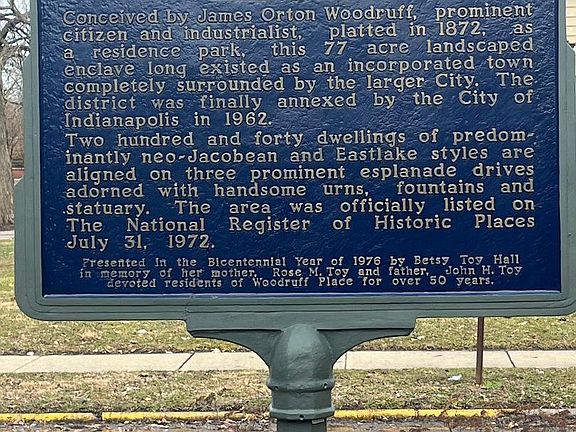 Conceived by James Orton Woodruff, prominent
citizen and industrialist, platted in 1872, as
a residence park, this 77 acre landscaped
enclave long existed as an incorporated town
completely surrounded by the larger City. The
district was finally annexed by the City of
Indianapolis in 1962.
Two hundred and forty dwellings of predom-
inantly neo-Jacobean and Eastlake styles are
aligned on three prominent esplanade drives
adorned with handsome urns, fountains and
statuary. The area was officially listed on
The National Register of Historic Places
July 31, 1972.
Presented in the Bicentennial Year of 1976 by Betsy Toy Hall
in memory of her mother, Rose M. Toy and father, John H. Toy
devoted residents of Woodruff Place for over 50 years.